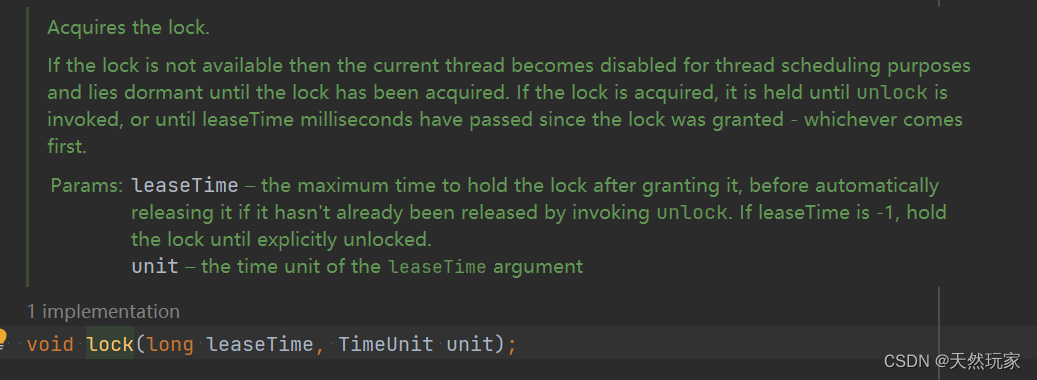 Acquires the lock.
If the lock is not available then the current thread becomes disabled for thread scheduling purposes
and lies dormant until the lock has been acquired. If the lock is acquired, it is held until unlock is
invoked, or until leaseTime milliseconds have passed since the lock was granted - whichever comes
first.
Params: leaseTime – the maximum time to hold the lock after granting it, before automatically
releasing it if it hasn't already been released by invoking unlock. If leaseTime is -1, hold
the lock until explicitly unlocked.
unit – the time unit of the leaseTime argument
1 implementation
void lock(long leaseTime, TimeUnit unit);
CSDN @天然玩家